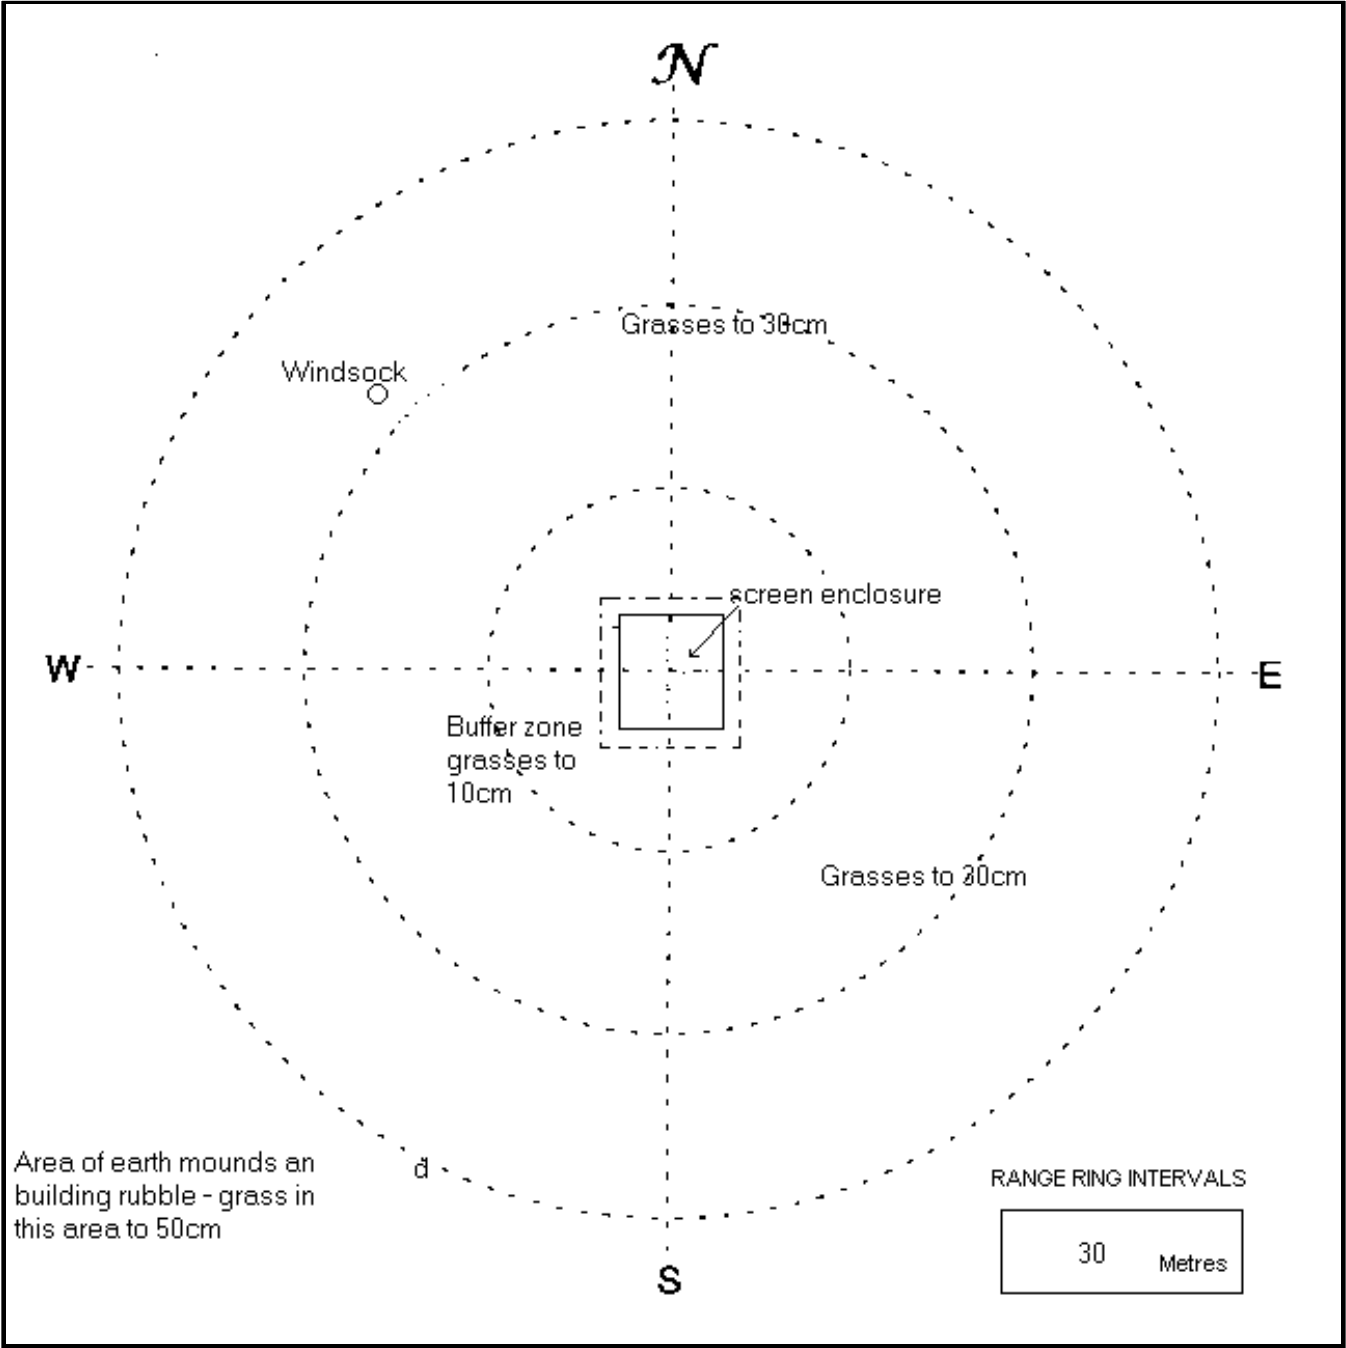 N
Grasses to 30cm
Windsock
screen enclosure
W
E
Buffer zone
grasses to
10cm
Grasses to 30cm
Area of earth mounds an
d
building rubble - grass in
this area to 50cm
RANGE RING INTERVALS
30 Metres
S